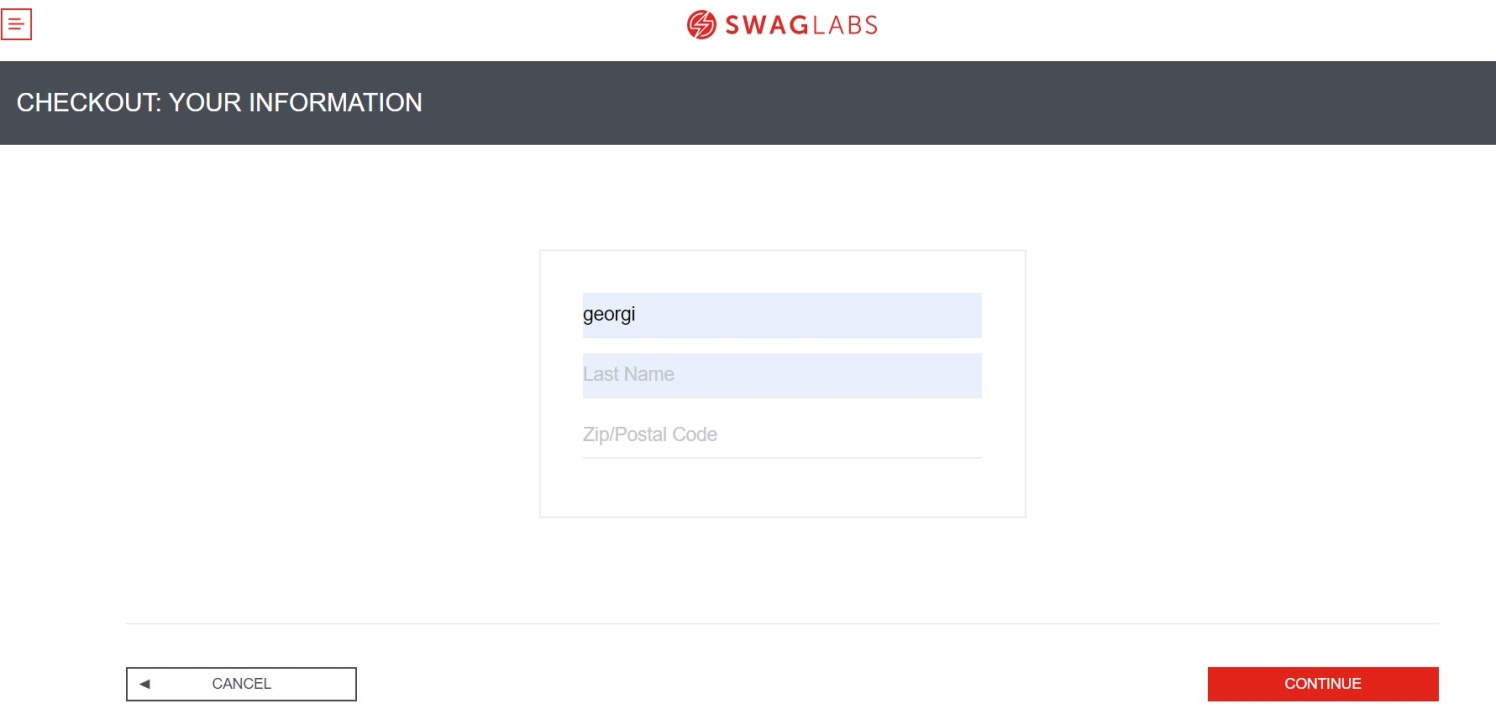 SWAGLABS
CHECKOUT: YOUR INFORMATION
georgi
Last Name
Zip/Postal Code
CANCEL
CONTINUE